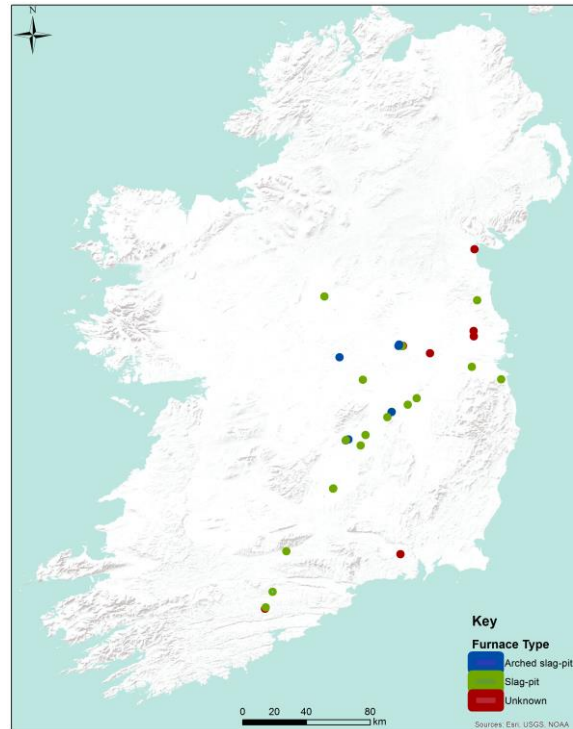 N
Key
Furnace Type
Arched slag-pit
Slag-pit
Unknown
0 20 40 80
km
Sources: Esri, USGS, NOAA